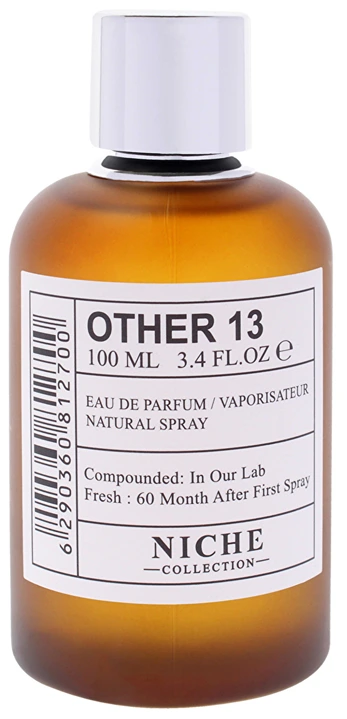 OTHER 13
100 ML 3.4 FL.OZ ℮
EAU DE PARFUM / VAPORISATEUR
NATURAL SPRAY
Compounded: In Our Lab
Fresh : 60 Month After First Spray
NICHE
COLLECTION
6290360812700